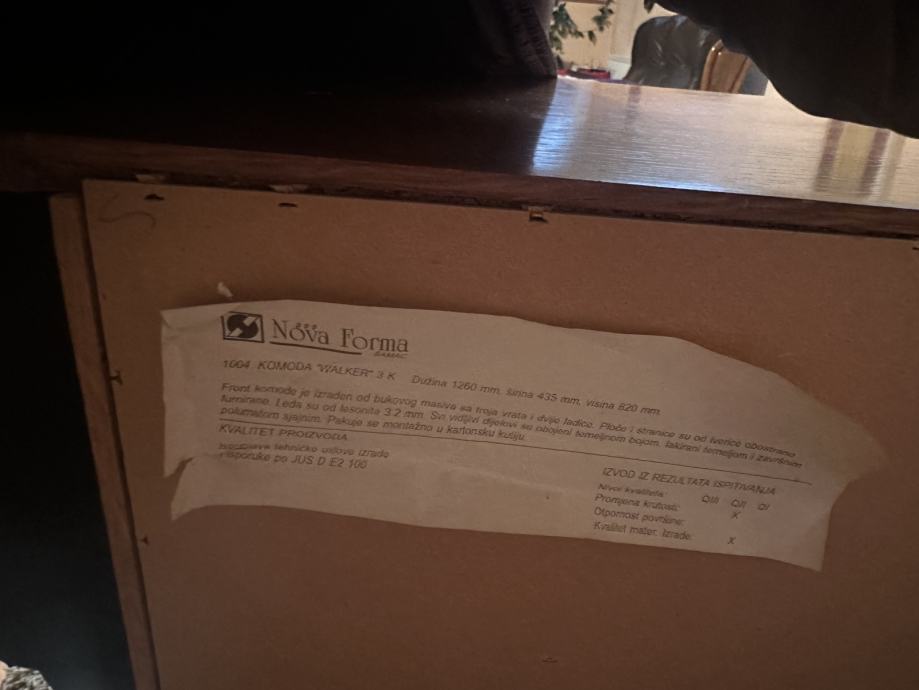 Nova Forma
ŠAMAC
1004 KOMODA "WALKER" 3 K Dužina 1260 mm, širina 435 mm, visina 820 mm
Front komode je izrađen od bukovog masiva sa troja vrata i dvije ladice. Ploče i stranice su od iverice obostrano
furnirane. Leđa su od lesonita 3.2 mm. Svi vidljivi dijelovi su obojeni temeljnom bojom, lakirani temeljom i završnim
polumatom sjajnim. Pakuje se montažno u kartonsku kutiju.
KVALITET PROIZVODA
tehničke uslove izrade
i isporuke po JUS D E2 100
IZVOD IZ REZULTATA ISPITIVANJA
Nivoi kvaliteta: QIII QII QI
Promjena krutosti: X
Otpornost površine:
Kvalitet mater. izrade: X